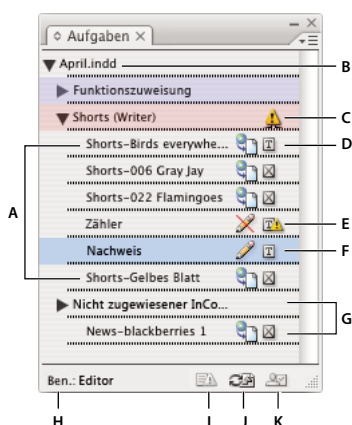 Aufgaben
April.indd
B
Funktionszuweisung
Shorts (Writer)
C
Shorts-Birds everywhe...
D
Shorts-006 Gray Jay
Shorts-022 Flamingoes
A
Zähler
E
Nachweis
F
Shorts-Gelbes Blatt
Nicht zugewiesener InCo...
G
News-blackberries 1
Ben.: Editor
H
I
J
K